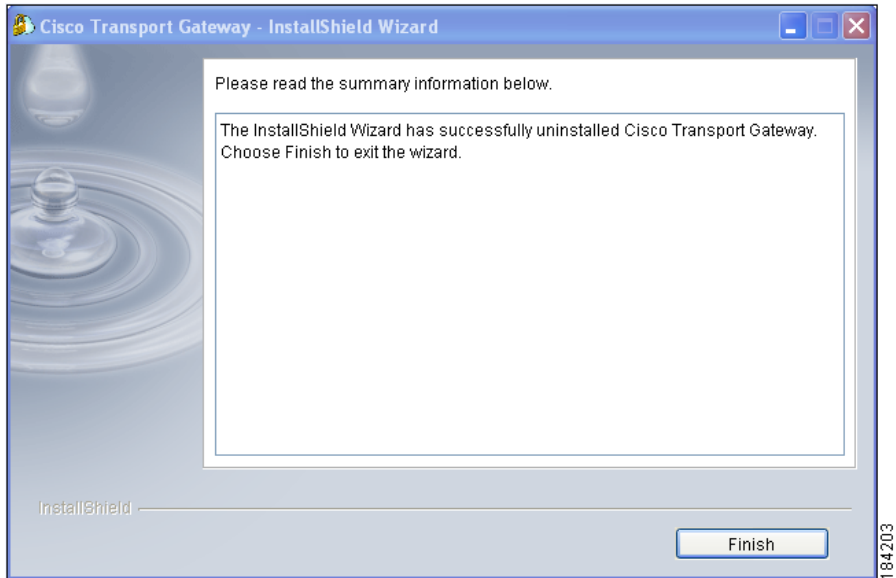 Cisco Transport Gateway - InstallShield Wizard
Please read the summary information below.
The InstallShield Wizard has successfully uninstalled Cisco Transport Gateway.
Choose Finish to exit the wizard.
InstallShield
Finish
184203